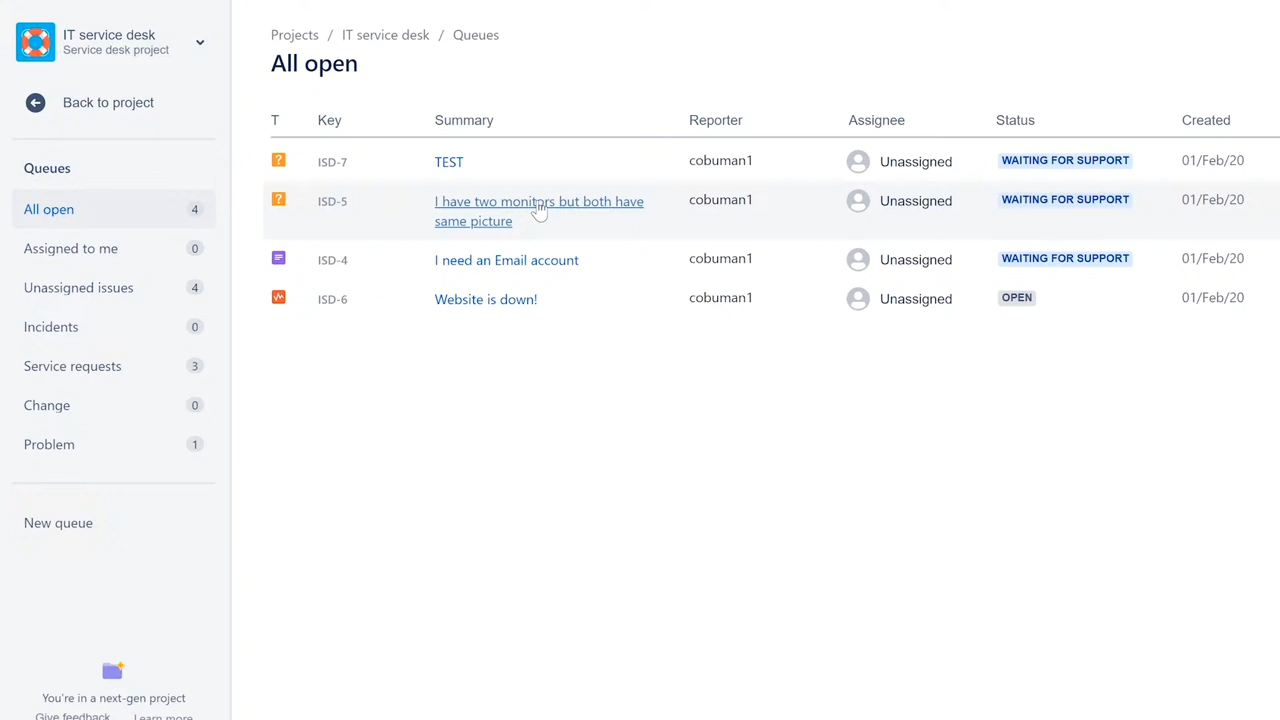 IT service desk
Service desk project
Back to project
Queues
All open 4
Assigned to me 0
Unassigned issues 4
Incidents 0
Service requests 3
Change 0
Problem 1
New queue
You're in a next-gen project
Give feedback Learn more
Projects / IT service desk / Queues
All open
T Key Summary Reporter Assignee Status Created
? ISD-7 TEST cobuman1 Unassigned WAITING FOR SUPPORT 01/Feb/20
? ISD-5 I have two monitors but both have cobuman1 Unassigned WAITING FOR SUPPORT 01/Feb/20
same picture
ISD-4 I need an Email account cobuman1 Unassigned WAITING FOR SUPPORT 01/Feb/20
ISD-6 Website is down! cobuman1 Unassigned OPEN 01/Feb/20